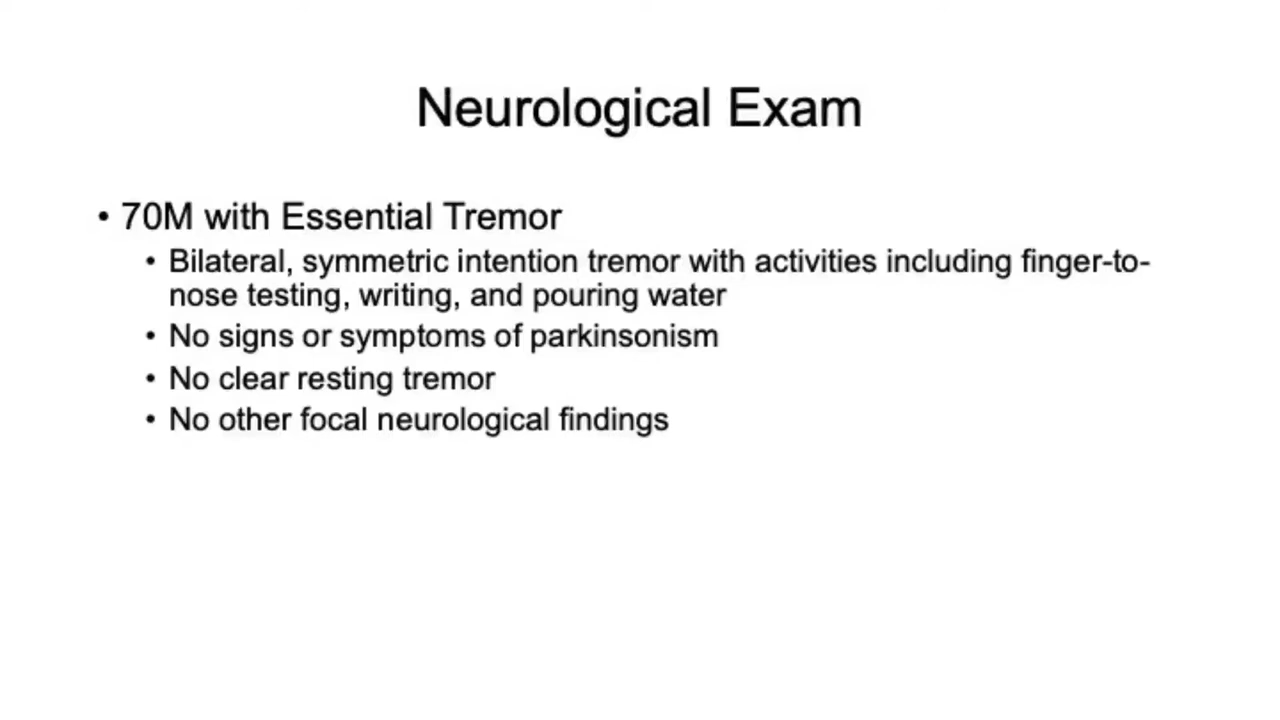 Neurological Exam
• 70M with Essential Tremor
• Bilateral, symmetric intention tremor with activities including finger-to-
nose testing, writing, and pouring water
• No signs or symptoms of parkinsonism
• No clear resting tremor
• No other focal neurological findings